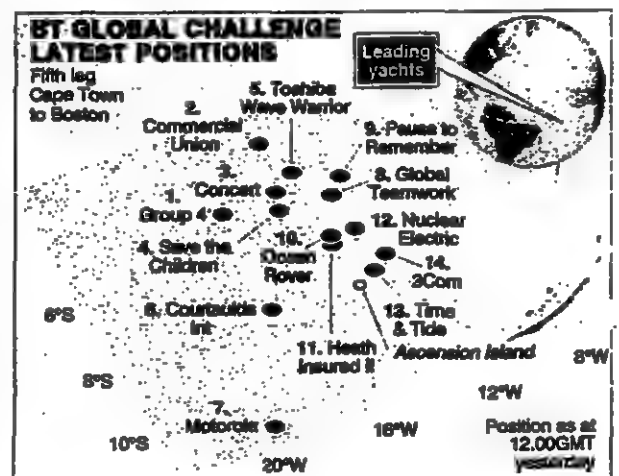 BT GLOBAL CHALLENGE
LATEST POSITIONS
Fifth leg
Cape Town
to Boston
Leading
yachts
5. Toshiba
Wave Warrior
2.
Commercial
Union
9. Pause to
Remember
3.
Concert
8. Global
Teamwork
1.
Group 4
12. Nuclear
Electric
4. Save the
Children
10.
Ocean
Rover
14.
3Com
6. Courtaulds
Int
13. Time
& Tide
11. Heath
Insured II
Ascension Island
6°S
8°W
8°S
12°W
7.
Motorola
16°W
10°S
20°W
Position as at
12.00GMT
yesterday